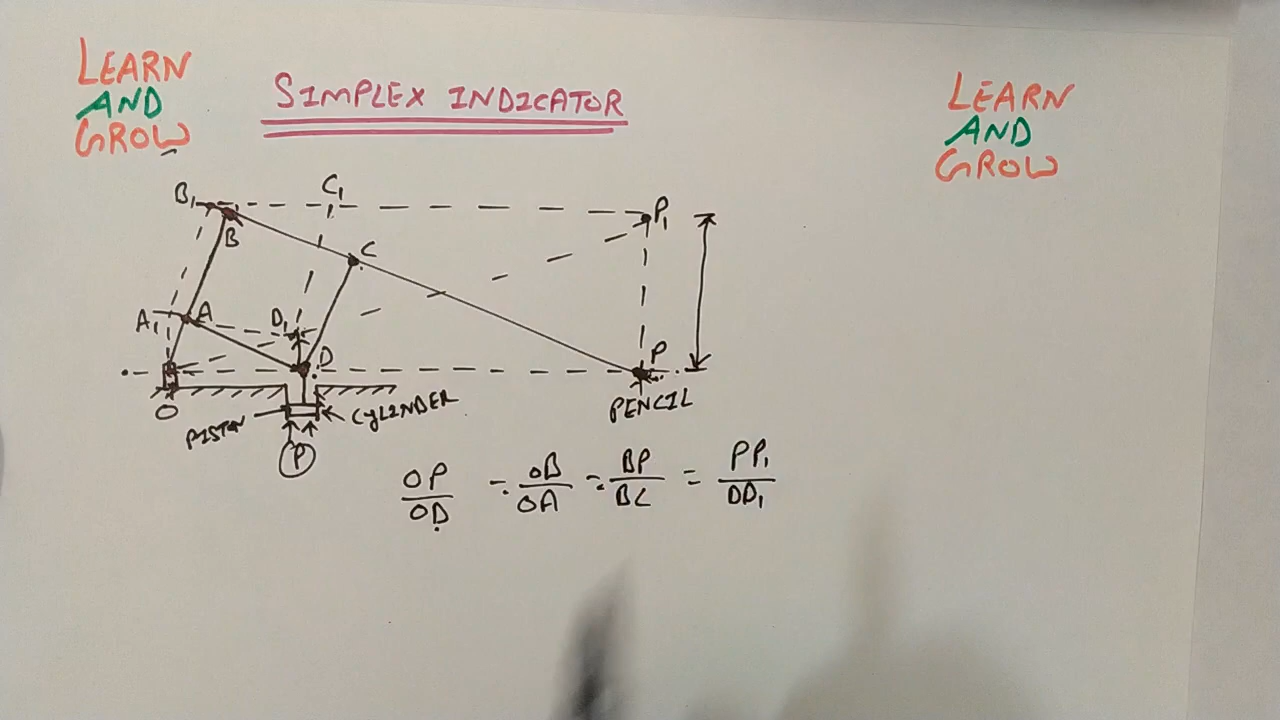 LEARN
AND
GROW
SIMPLEX INDICATOR
LEARN
AND
GROW
B₁
C₁
P₁
B
C
A₁
A
D₁
D
P
O
PISTON
CYLINDER
PENCIL
P
OP/OD = OB/OA = BP/BC = PP₁/DD₁